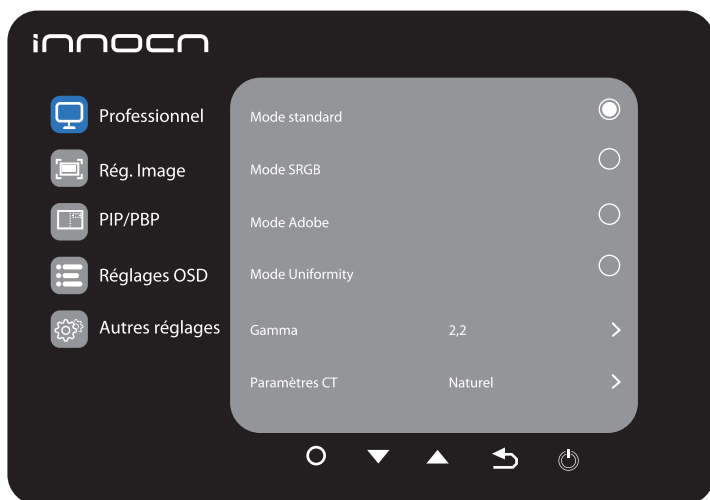 innocn
Professionnel
Rég. Image
PIP/PBP
Réglages OSD
Autres réglages
Mode standard
Mode SRGB
Mode Adobe
Mode Uniformity
Gamma 2,2
Paramètres CT Naturel